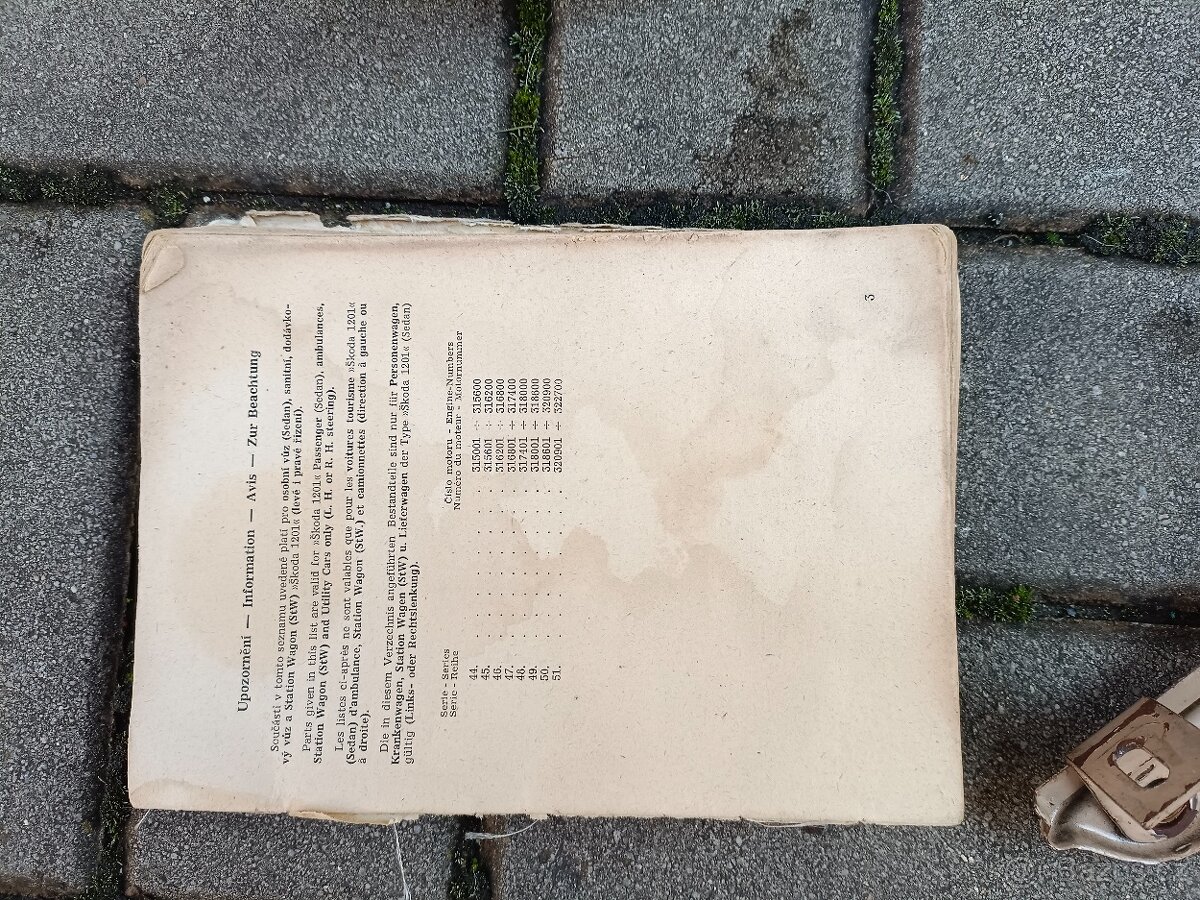 Upozornění — Information — Avis — Zur Beachtung
Součásti v tomto seznamu uvedené platí pro osobní vůz (Sedan), sanitní, dodávko-
vý vůz a Station Wagon (StW) »Škoda 1201« (levé i pravé řízení).
Parts given in this list are valid for »Škoda 1201« Passenger (Sedan), ambulances,
Station Wagon (StW) and Utility Cars only (L. H. or R. H. steering).
Les listes ci-après ne sont valables que pour les voitures tourisme »Škoda 1201«
(Sedan) d'ambulance, Station Wagon (StW.) et camionnettes (direction à gauche ou
à droite).
Die in diesem Verzeichnis angeführten Bestandteile sind nur für Personenwagen,
Krankenwagen, Station Wagen (StW) u. Lieferwagen der Type »Škoda 1201« (Sedan)
gültig (Links- oder Rechtslenkung).
Serie - Series Číslo motoru - Engine-Numbers
Serie - Reihe Numéro du moteur - Motornummer
44. . . . . . . . . 315001 ÷ 315600
45. . . . . . . . . 315601 ÷ 316200
46. . . . . . . . . 316201 ÷ 316800
47. . . . . . . . . 316801 ÷ 317400
48. . . . . . . . . 317401 ÷ 318000
49. . . . . . . . . 318001 ÷ 318600
50. . . . . . . . . 318601 ÷ 320900
51. . . . . . . . . 320901 ÷ 322700
3